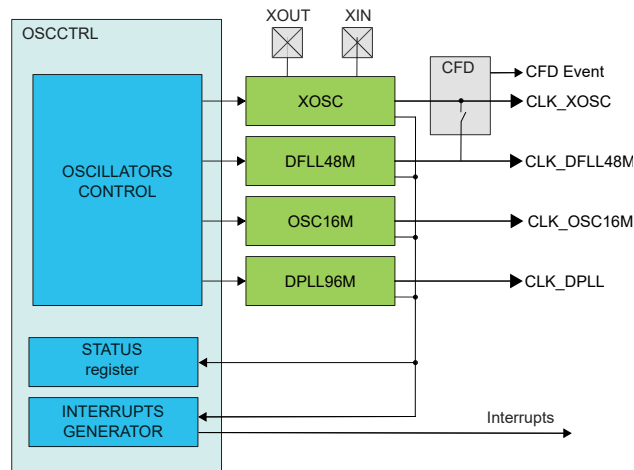 XOUT
XIN
OSCCTRL
CFD
CFD Event
XOSC
CLK_XOSC
OSCILLATORS
CONTROL
DFLL48M
CLK_DFLL48M
OSC16M
CLK_OSC16M
DPLL96M
CLK_DPLL
STATUS
register
INTERRUPTS
GENERATOR
Interrupts